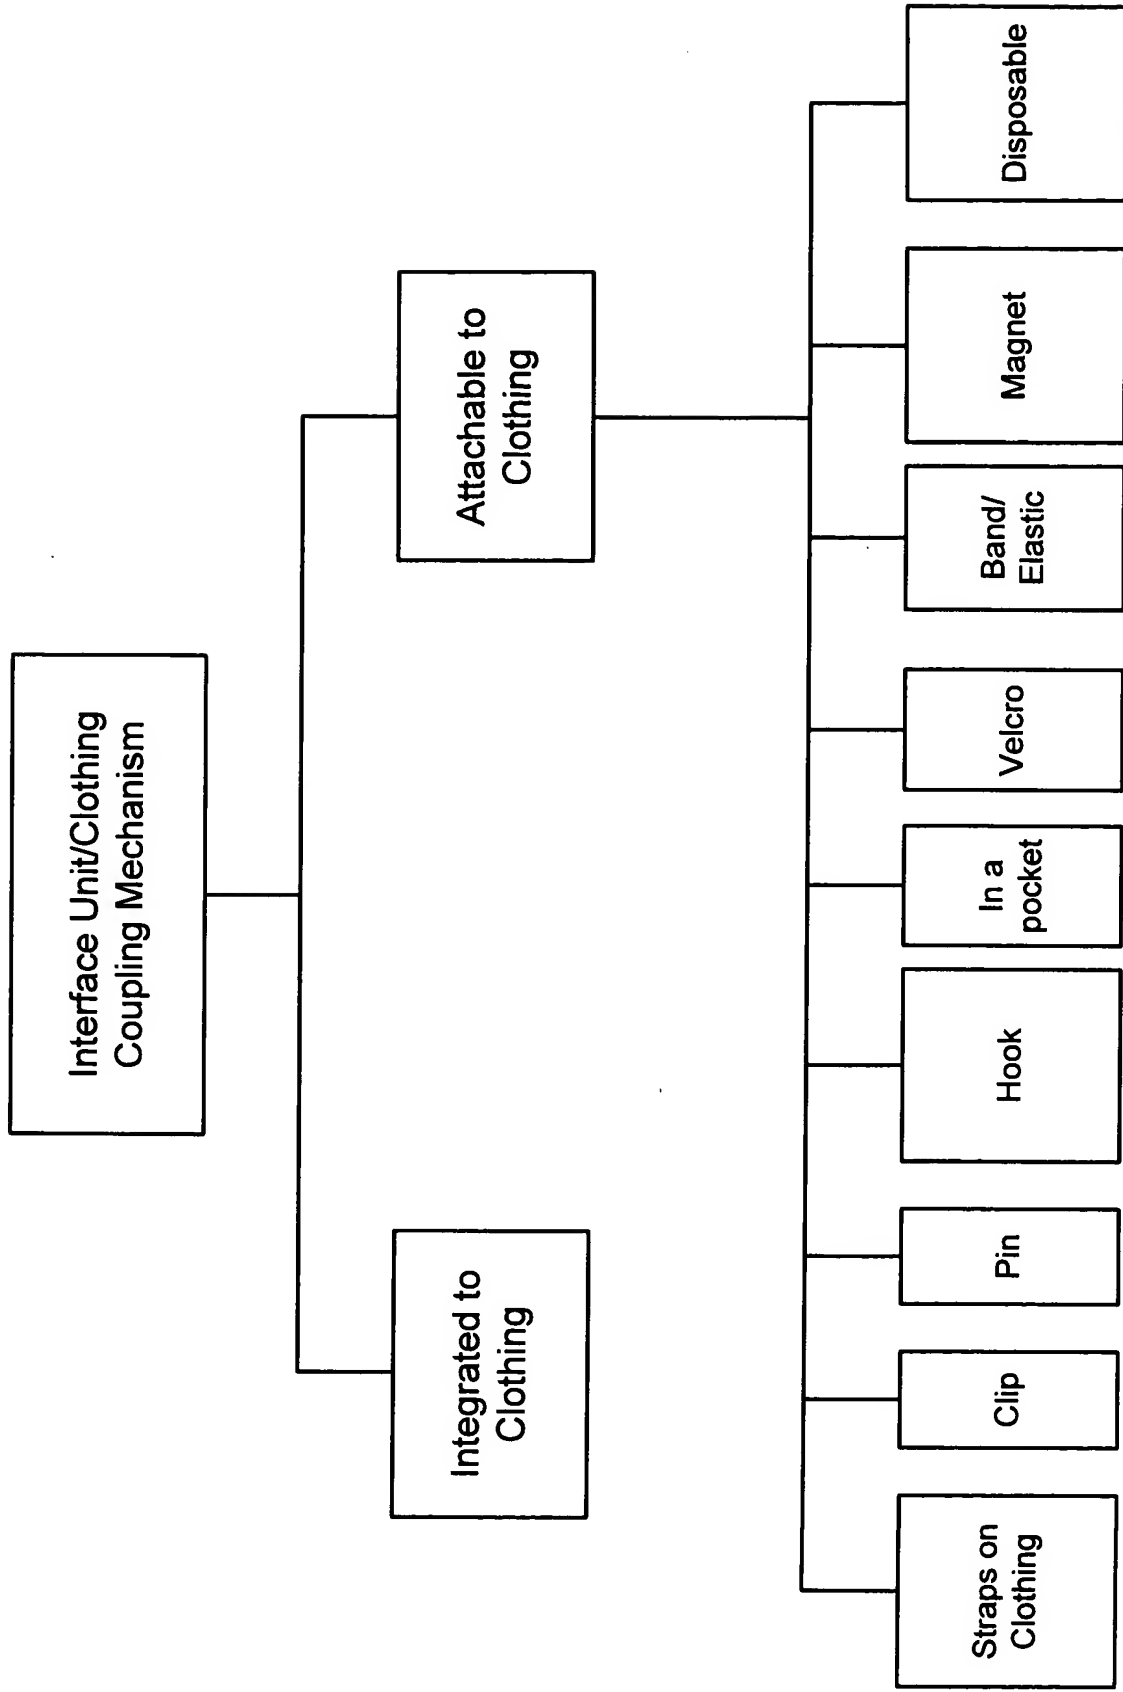 Interface Unit/Clothing
Coupling Mechanism
Integrated to
Clothing
Attachable to
Clothing
Straps on
Clothing
Clip
Pin
Hook
In a
pocket
Velcro
Band/
Elastic
Magnet
Disposable